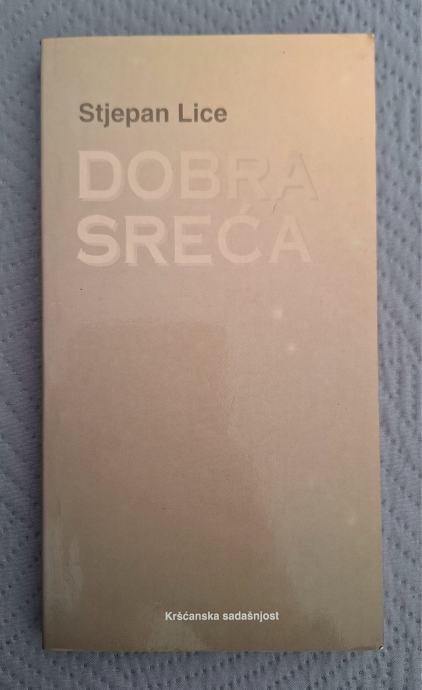 Stjepan Lice
DOBRA
SREĆA
Kršćanska sadašnjost